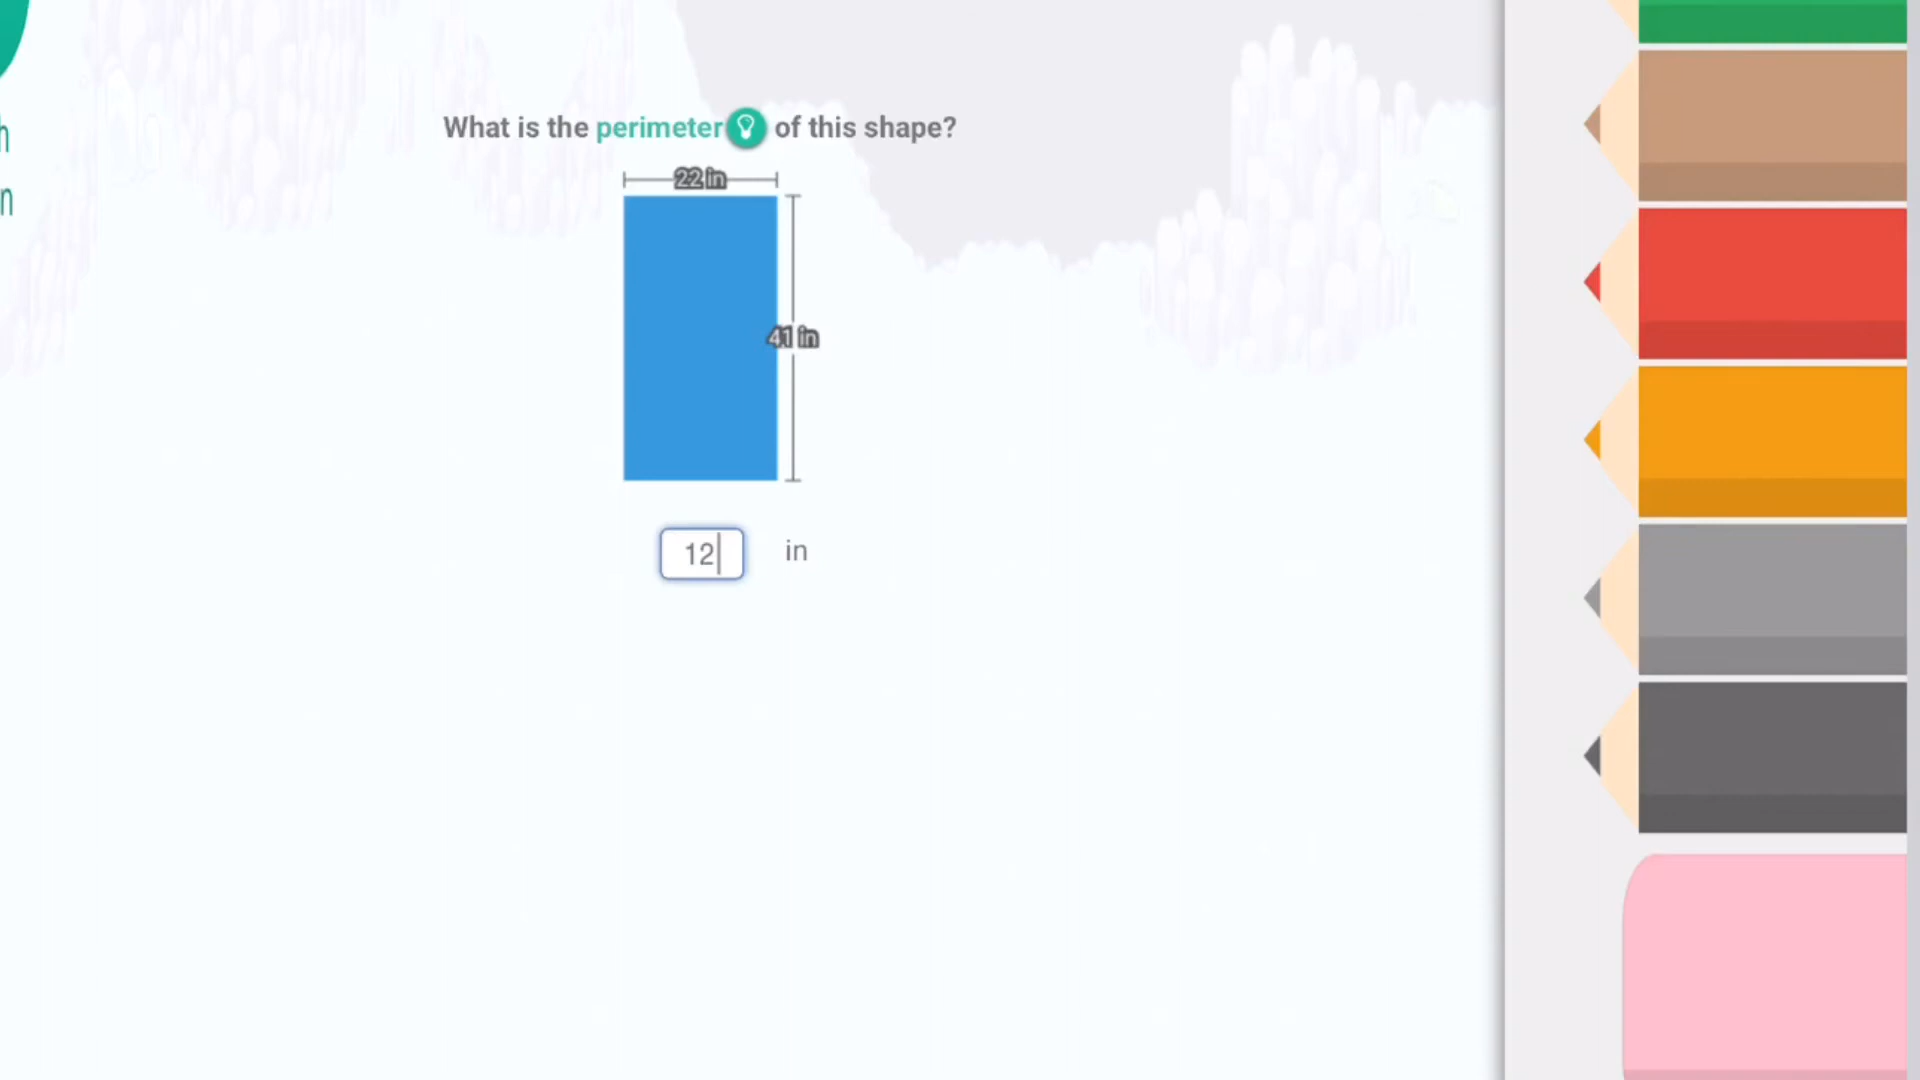 What is the perimeter of this shape?
22 in
41 in
12 in
h
n